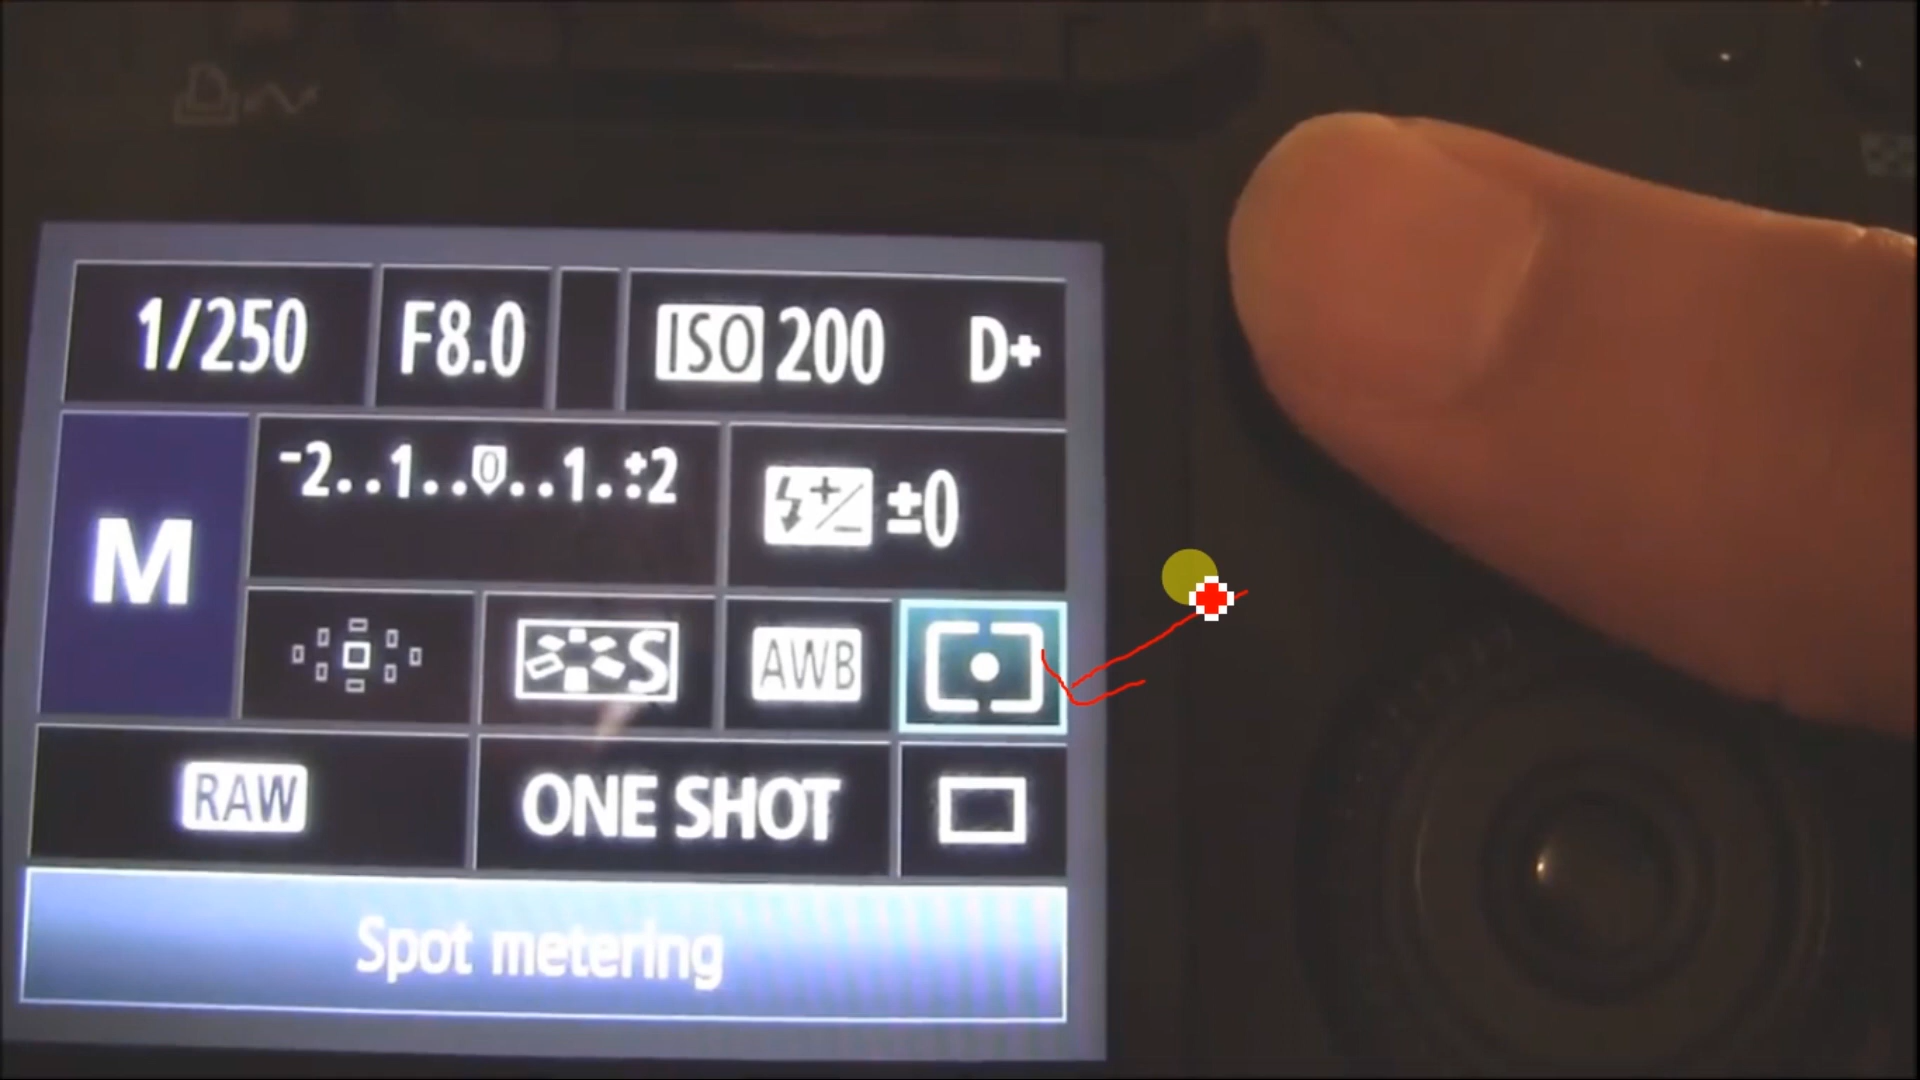 1/250 F8.0 ISO 200 D+
M
-2..1..0..1..+2 ±0
S AWB
RAW ONE SHOT
Spot metering